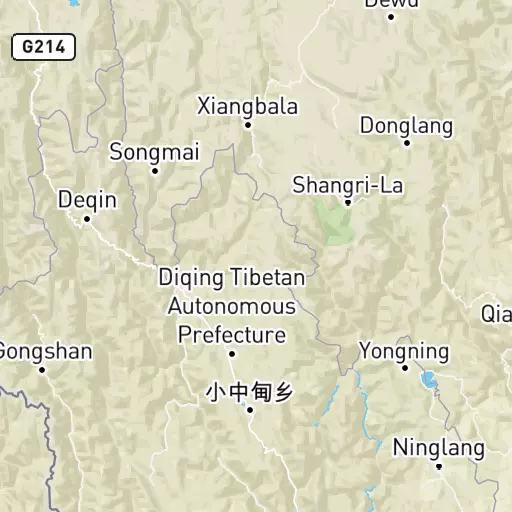 Dewu
G214
Xiangbala
Donglang
Songmai
Shangri-La
Deqin
Diqing Tibetan
Autonomous
Prefecture
Qia
Gongshan
Yongning
小中甸乡
Ninglang